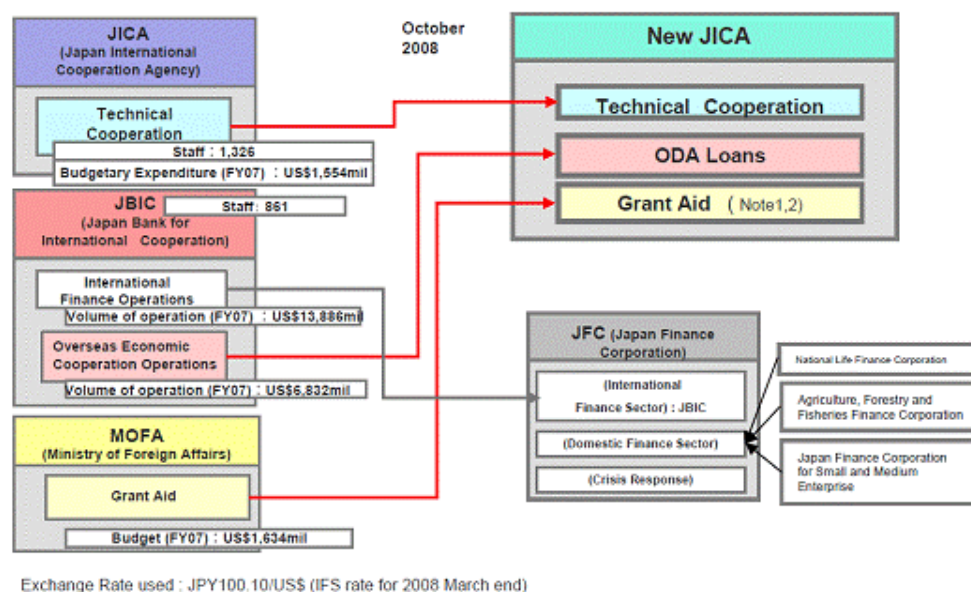 JICA
(Japan International
Cooperation Agency)
Technical
Cooperation
Staff : 1,326
Budgetary Expenditure (FY07) : US$1,554mil
JBIC
Staff: 861
(Japan Bank for
International Cooperation)
International
Finance Operations
Volume of operation (FY07) : US$13,886mil
Overseas Economic
Cooperation Operations
Volume of operation (FY07) : US$6,832mil
MOFA
(Ministry of Foreign Affairs)
Grant Aid
Budget (FY07) : US$1,634mil
October
2008
New JICA
Technical Cooperation
ODA Loans
Grant Aid ( Note1,2)
JFC (Japan Finance
Corporation)
(International
Finance Sector) : JBIC
(Domestic Finance Sector)
(Crisis Response)
National Life Finance Corporation
Agriculture, Forestry and
Fisheries Finance Corporation
Japan Finance Corporation
for Small and Medium
Enterprise
Exchange Rate used : JPY100.10/US$ (IFS rate for 2008 March end)